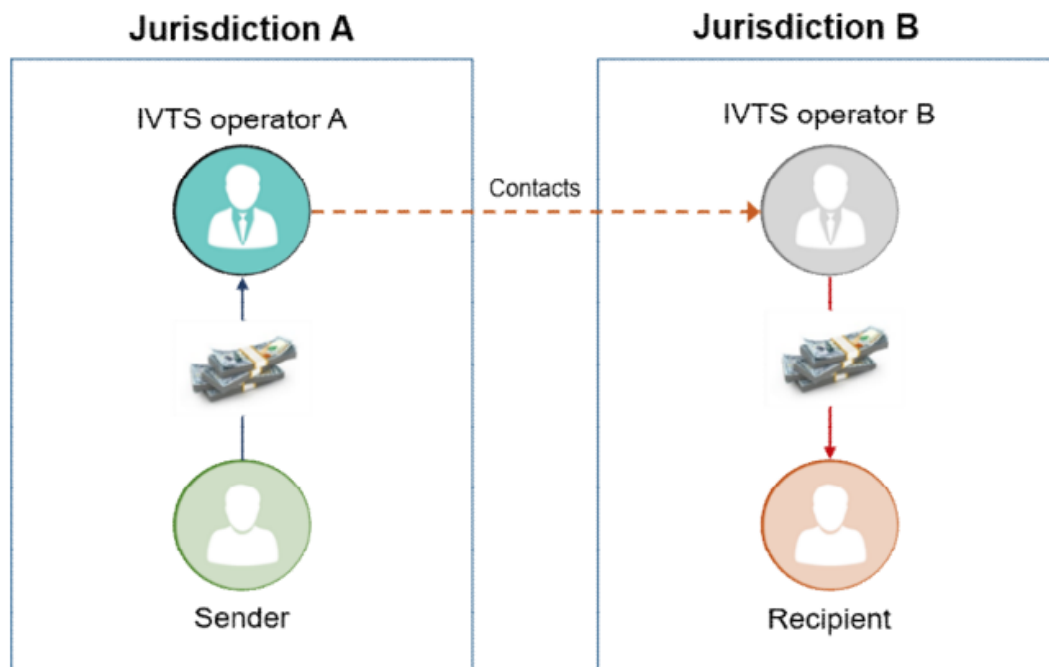 Jurisdiction A
Jurisdiction B
IVTS operator A
IVTS operator B
Contacts
Sender
Recipient